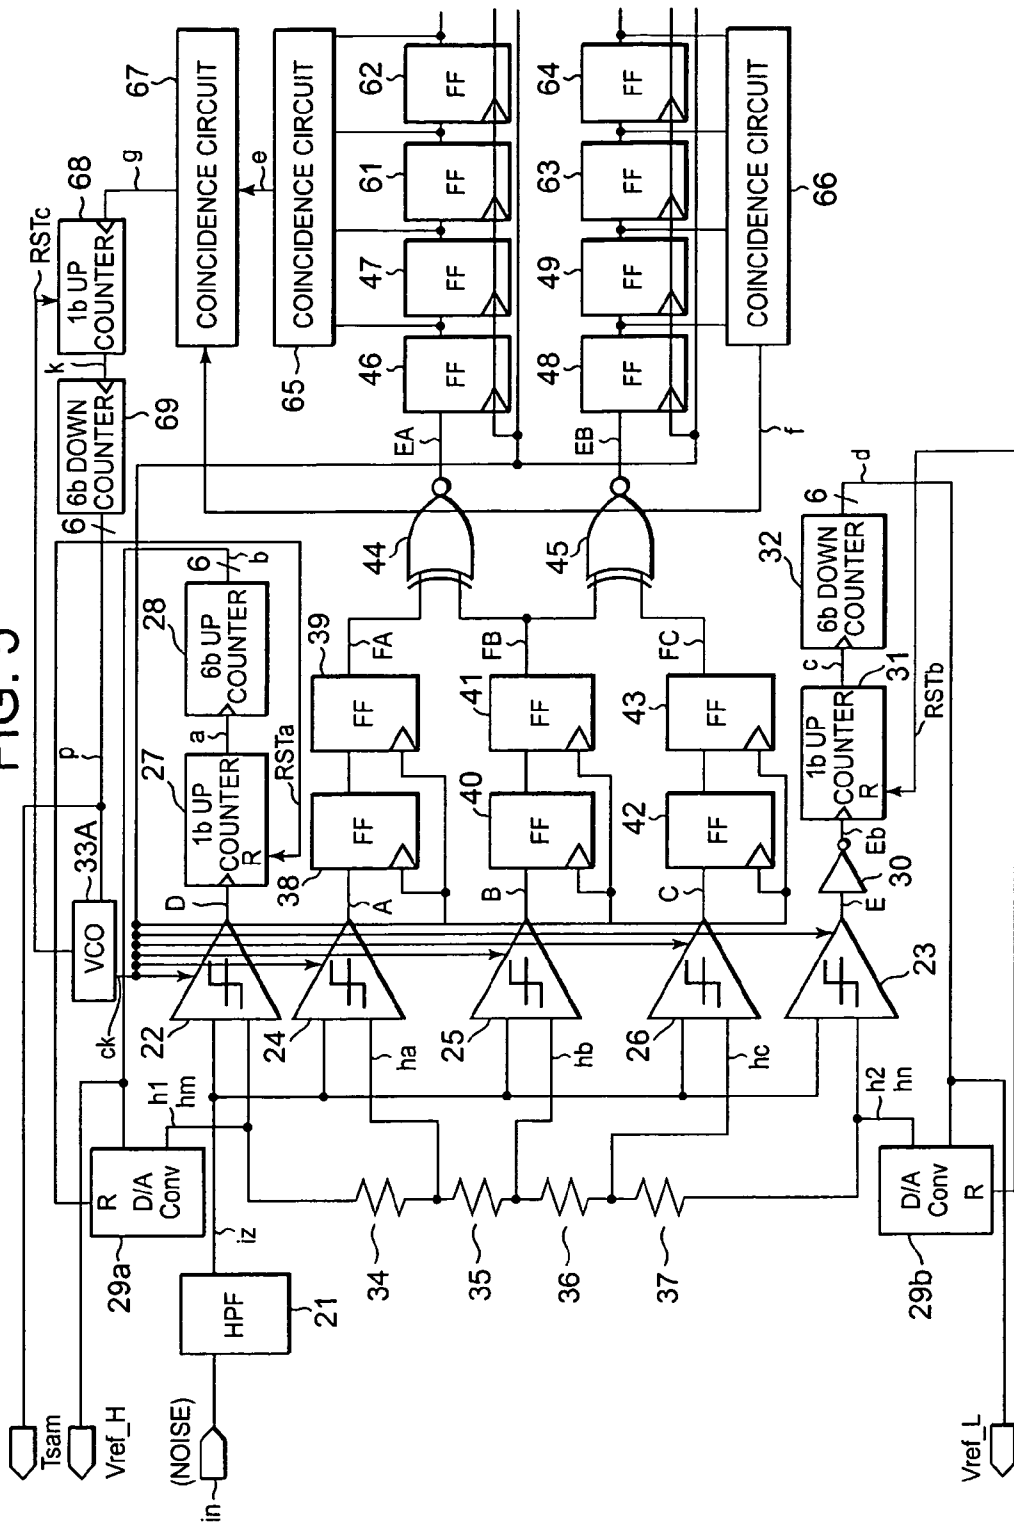 FIG. 5
in
(NOISE)
Tsam
Vref_H
Vref_L
HPF
21
iz
R
D/A
Conv
29a
h1
hm
ck
VCO
33A
p
22
D
1b UP
COUNTER
R
27
a
RSTa
6b UP
COUNTER
28
6
b
6
6b DOWN
COUNTER
69
k
1b UP
COUNTER
68
RSTc
g
COINCIDENCE CIRCUIT
67
e
COINCIDENCE CIRCUIT
65
34
35
36
37
ha
hb
hc
24
A
FF
38
FF
39
FA
25
B
FF
40
FF
41
FB
26
C
FF
42
FF
43
FC
44
EA
45
EB
FF
46
FF
47
FF
61
FF
62
FF
48
FF
49
FF
63
FF
64
COINCIDENCE CIRCUIT
66
f
D/A
Conv
R
29b
h2
hn
23
E
30
Eb
1b UP
COUNTER
R
31
c
6b DOWN
COUNTER
32
6
d
RSTb